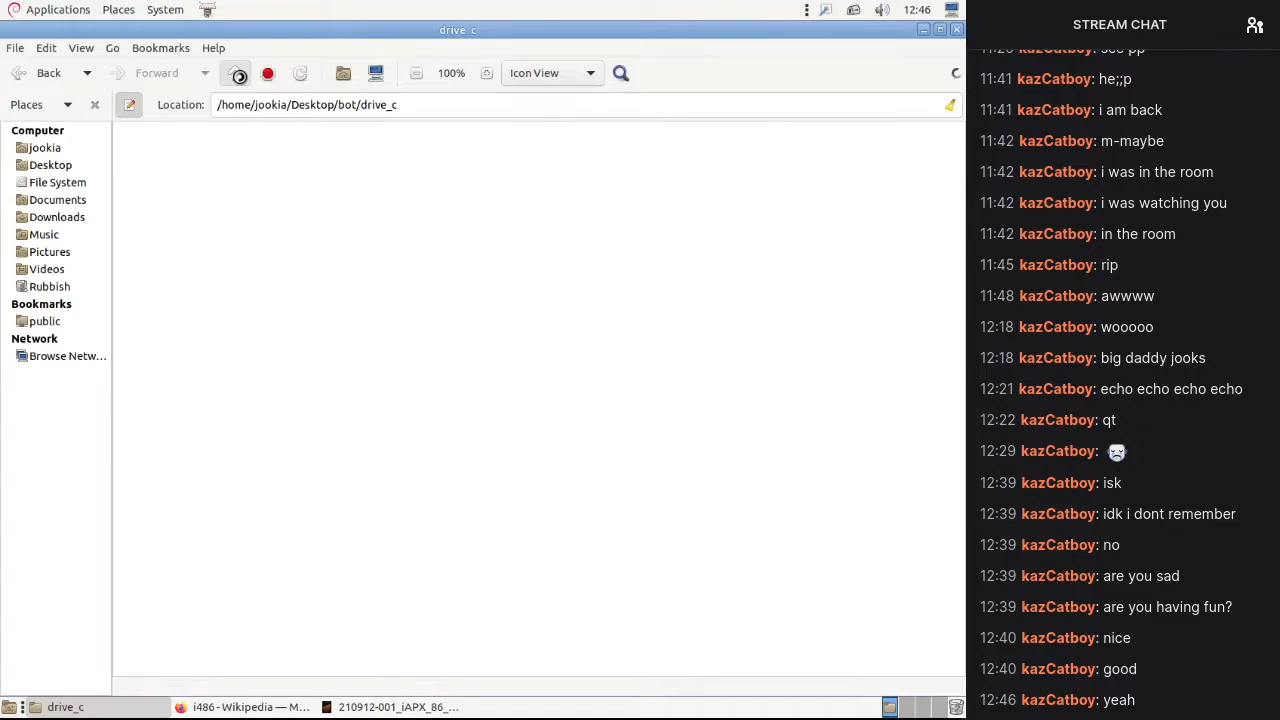 Applications Places System
12:46
drive_c
File Edit View Go Bookmarks Help
Back Forward 100% Icon View
Places Location: /home/jookia/Desktop/bot/drive_c
Computer
jookia
Desktop
File System
Documents
Downloads
Music
Pictures
Videos
Rubbish
Bookmarks
public
Network
Browse Netw...
drive_c
i486 - Wikipedia — M...
210912-001_iAPX_86_...
STREAM CHAT
see pp
11:41 kazCatboy: he;;p
11:41 kazCatboy: i am back
11:42 kazCatboy: m-maybe
11:42 kazCatboy: i was in the room
11:42 kazCatboy: i was watching you
11:42 kazCatboy: in the room
11:45 kazCatboy: rip
11:48 kazCatboy: awwww
12:18 kazCatboy: wooooo
12:18 kazCatboy: big daddy jooks
12:21 kazCatboy: echo echo echo echo
12:22 kazCatboy: qt
12:29 kazCatboy:
12:39 kazCatboy: isk
12:39 kazCatboy: idk i dont remember
12:39 kazCatboy: no
12:39 kazCatboy: are you sad
12:39 kazCatboy: are you having fun?
12:40 kazCatboy: nice
12:40 kazCatboy: good
12:46 kazCatboy: yeah